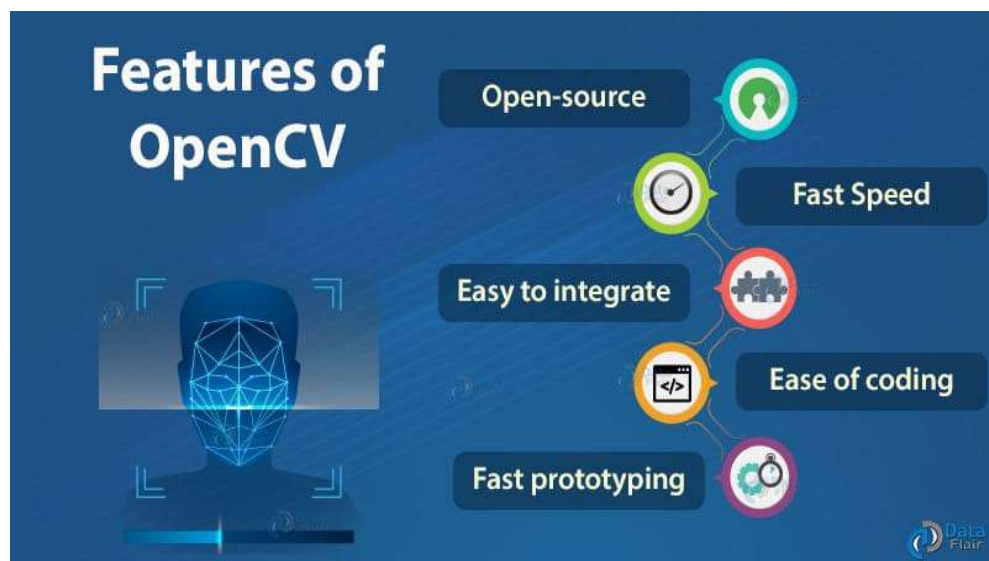 Features of
OpenCV
Open-source
Fast Speed
Easy to integrate
Ease of coding
Fast prototyping
Data
Flair